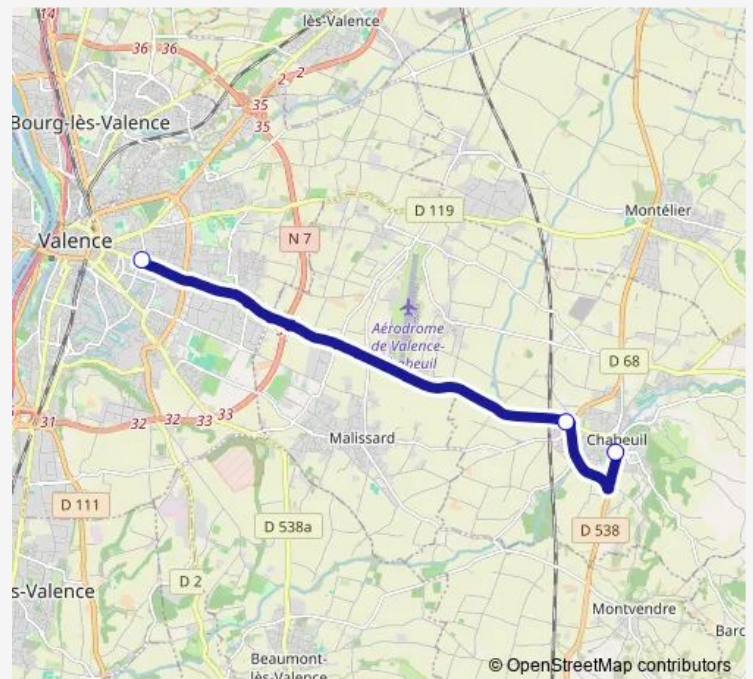 14
lès-Valence
36 36
2 2
35
35
Bourg-lès-Valence
D 119
Montélier
Valence
N 7
Aérodrome
de Valence-
abeuil
D 68
31
32 32 33 33
Malissard
Chabeuil
D 111
D 538a
D 538
D 2
s-Valence
Montvendre
Barc
Beaumont-
lès-Valence
© OpenStreetMap contributors